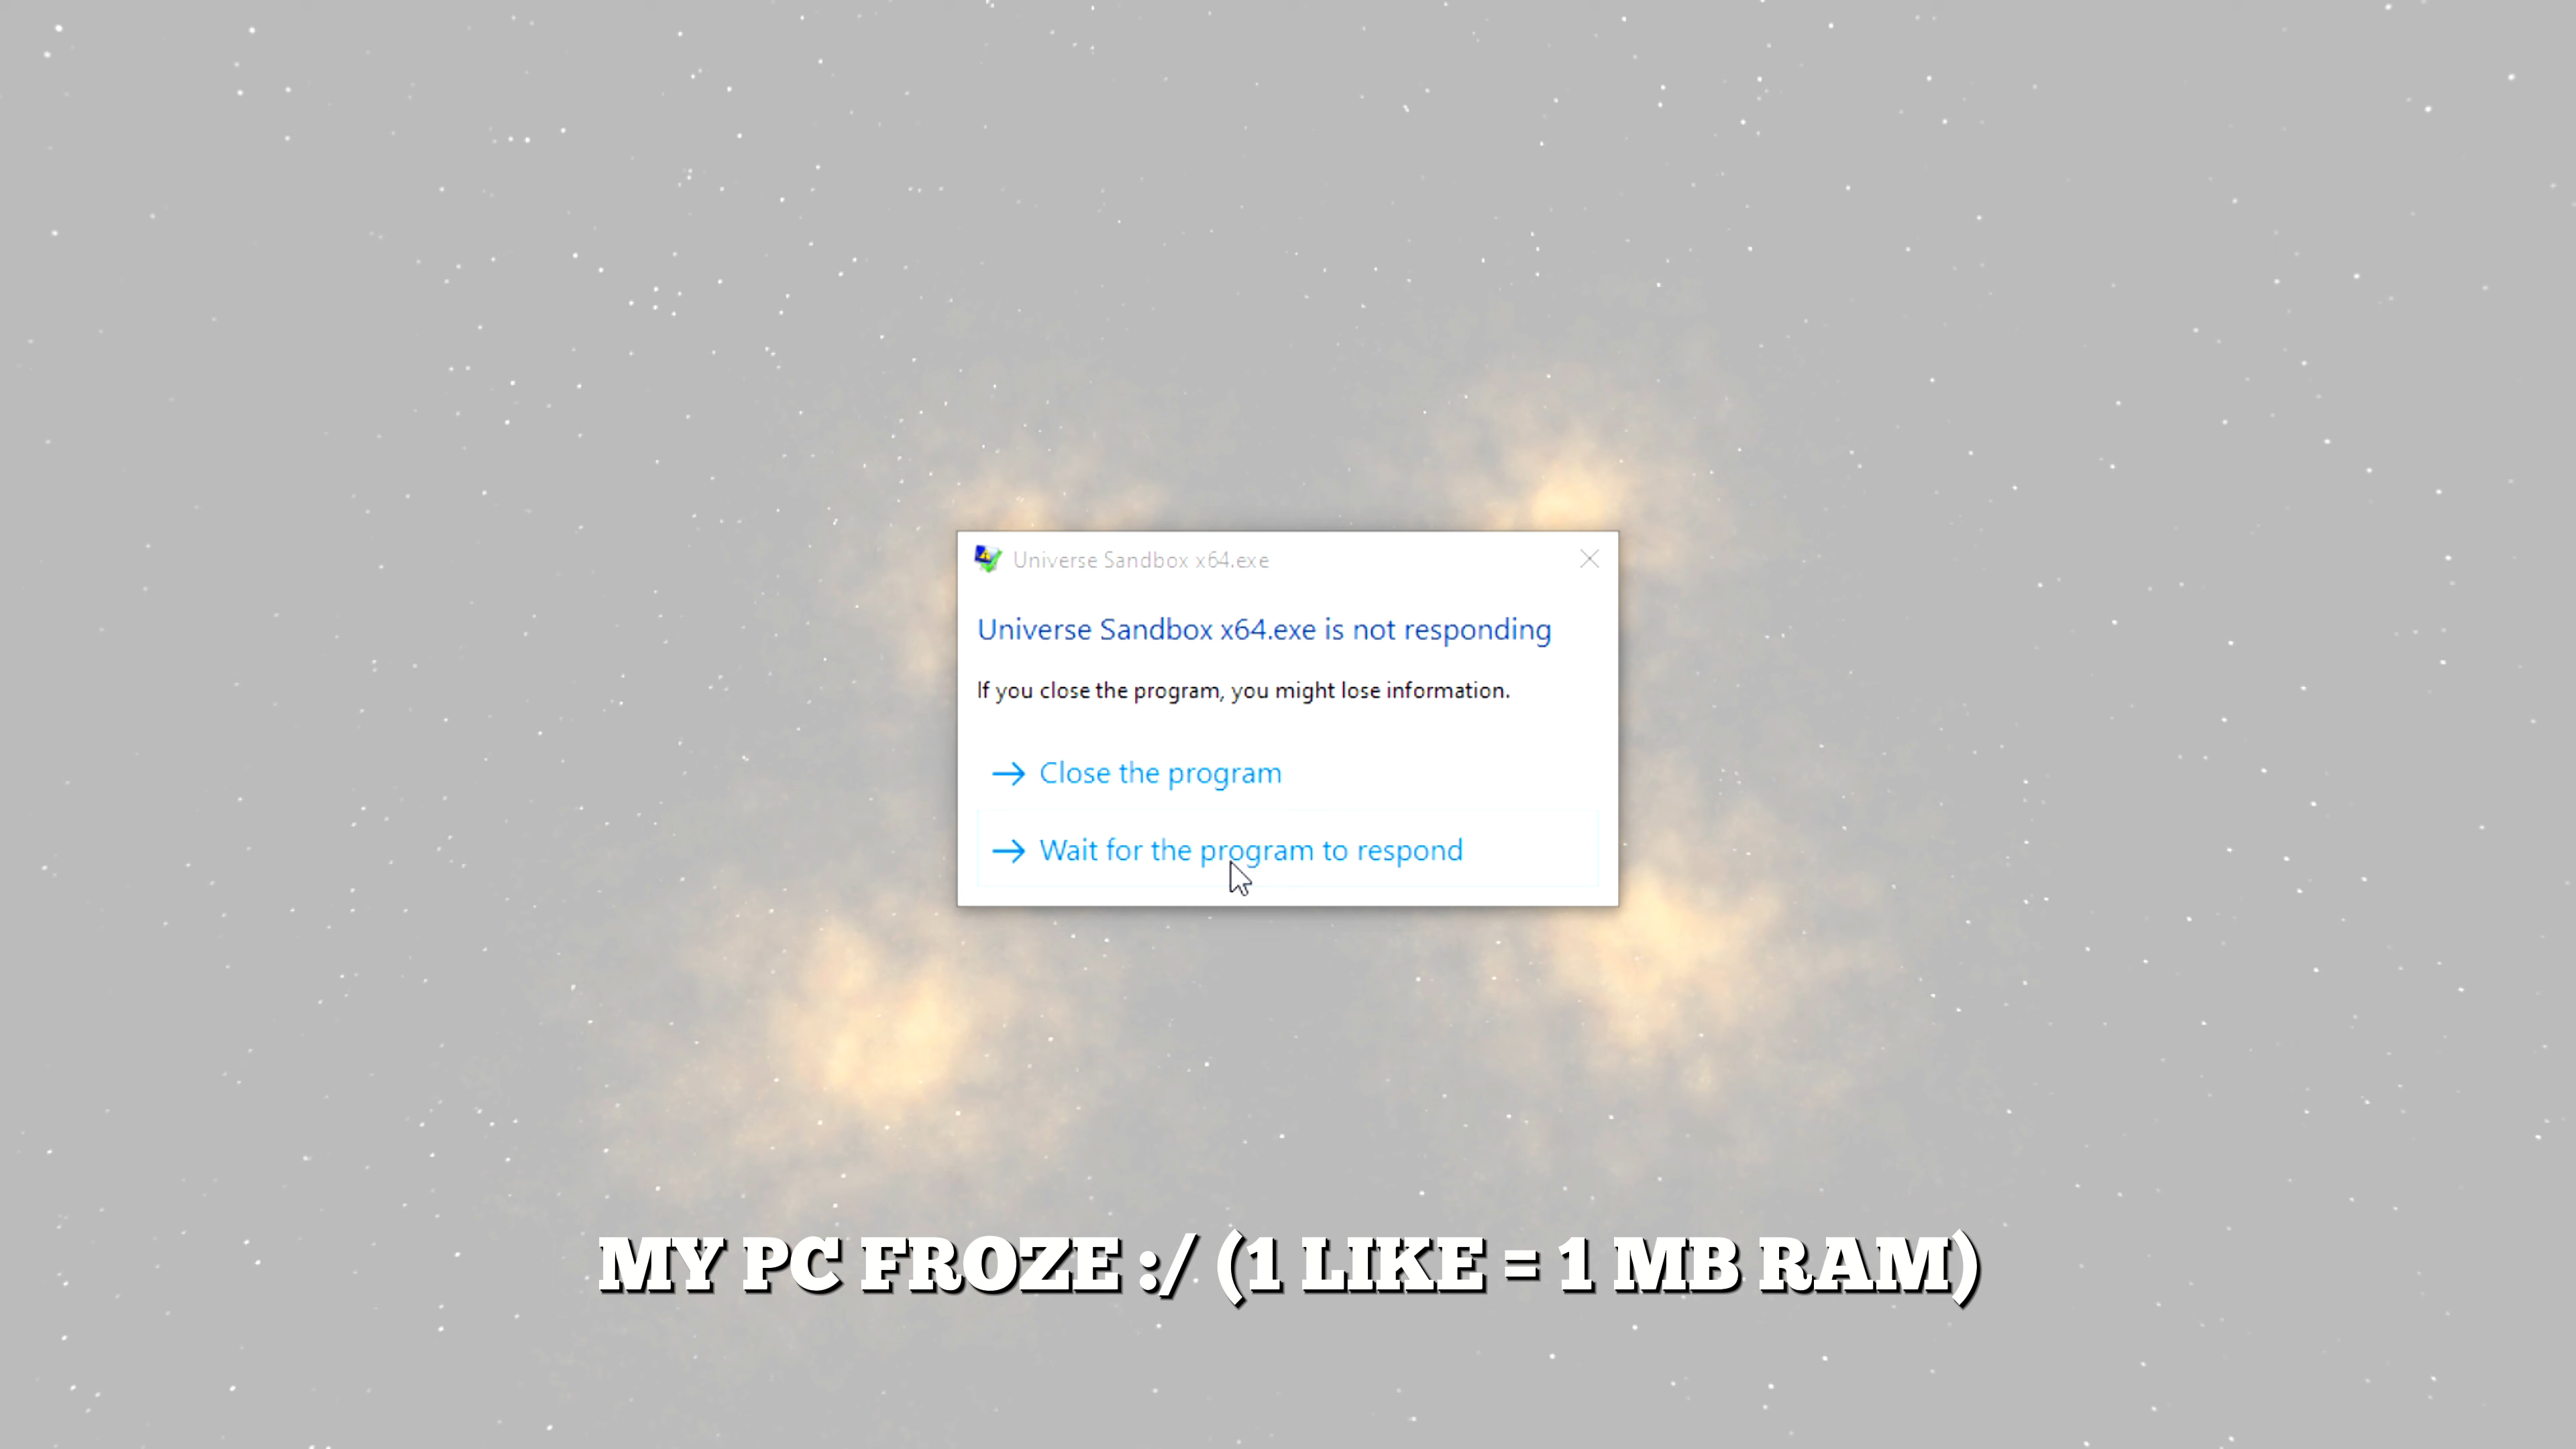 Universe Sandbox x64.exe
Universe Sandbox x64.exe is not responding
If you close the program, you might lose information.
Close the program
Wait for the program to respond
MY PC FROZE :/ (1 LIKE = 1 MB RAM)